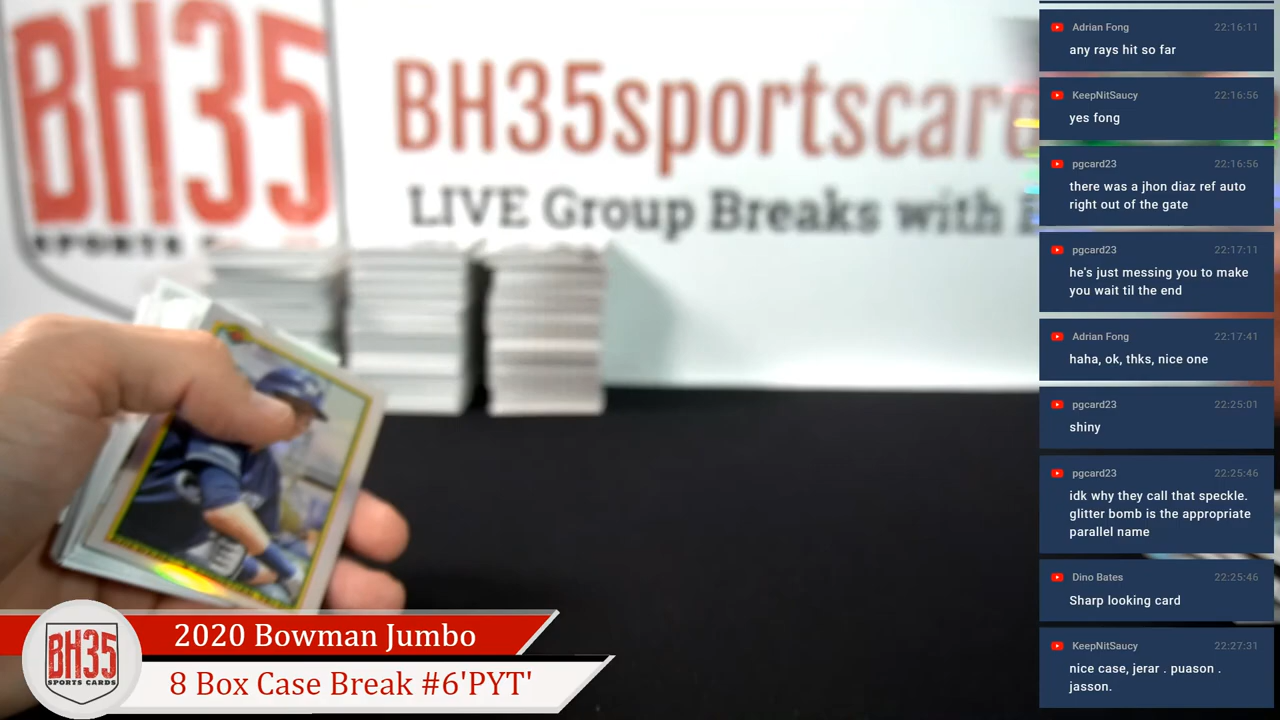 BH35
SPORTS
BH35sportscar
LIVE Group Breaks with
Adrian Fong 22:16:11
any rays hit so far
KeepNitSaucy 22:16:56
yes fong
pgcard23 22:16:56
there was a jhon diaz ref auto
right out of the gate
pgcard23 22:17:11
he's just messing you to make
you wait til the end
Adrian Fong 22:17:41
haha, ok, thks, nice one
pgcard23 22:25:01
shiny
pgcard23 22:25:46
idk why they call that speckle.
glitter bomb is the appropriate
parallel name
Dino Bates 22:25:46
Sharp looking card
KeepNitSaucy 22:27:31
nice case, jerar . puason .
jasson.
2020 Bowman Jumbo
8 Box Case Break #6'PYT'
BH35
SPORTS CARDS